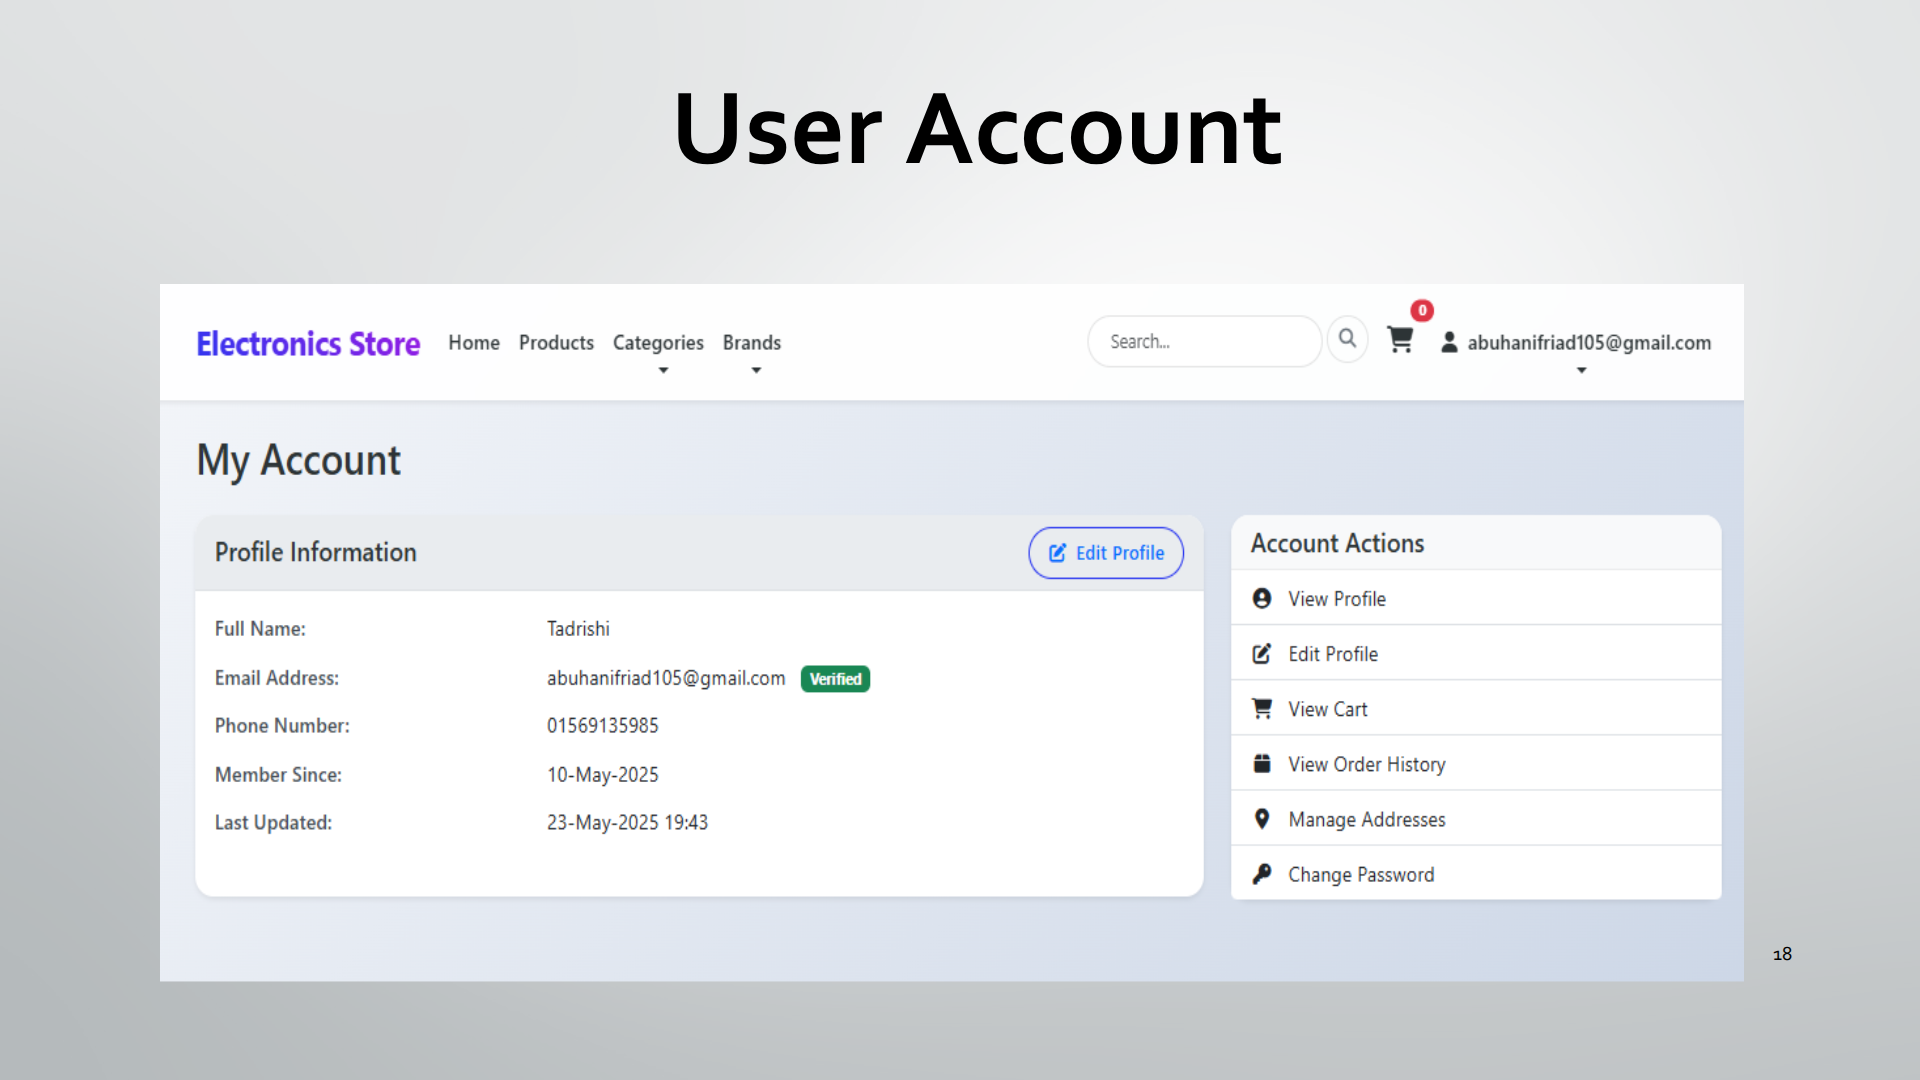 User Account
Electronics Store Home Products Categories Brands Search... 0 abuhanifriad105@gmail.com
My Account
Profile Information Edit Profile
Full Name: Tadrishi
Email Address: abuhanifriad105@gmail.com Verified
Phone Number: 01569135985
Member Since: 10-May-2025
Last Updated: 23-May-2025 19:43
Account Actions
View Profile
Edit Profile
View Cart
View Order History
Manage Addresses
Change Password
18